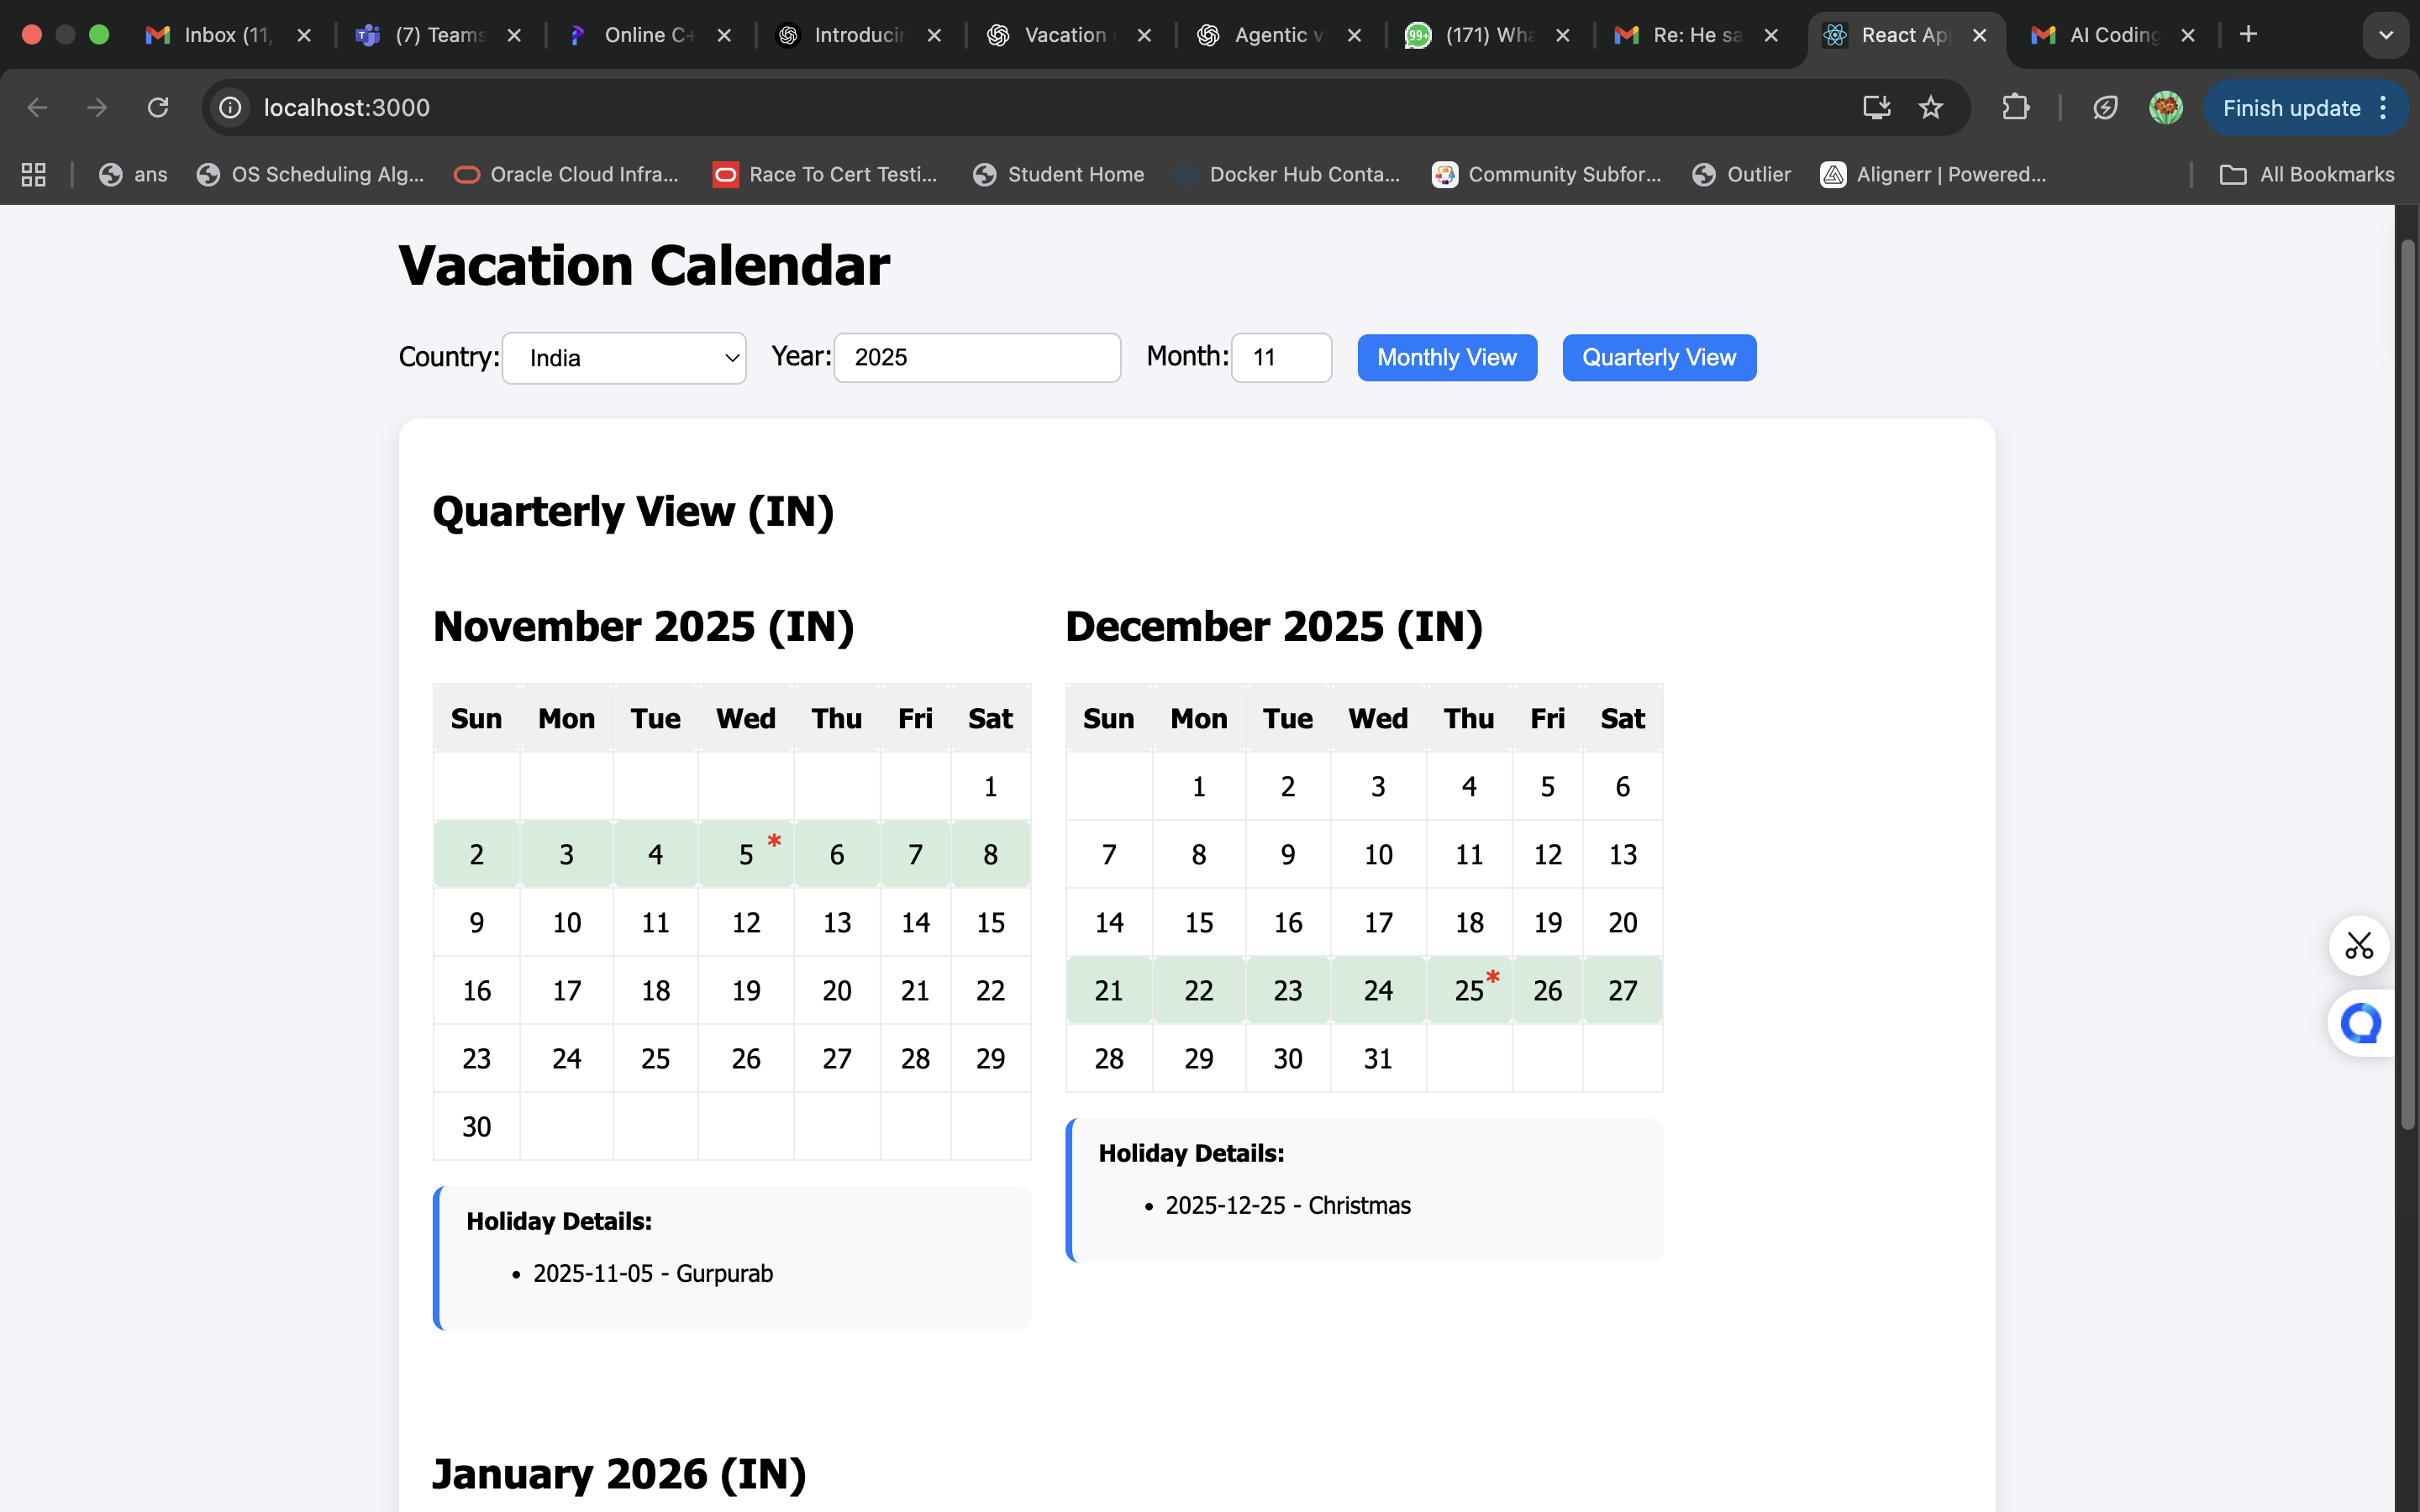 Inbox (11,
(7) Teams
Online C+
Introducin
Vacation
Agentic v
99+
(171) Wha
Re: He sa
React App
AI Coding
localhost:3000
Finish update
ans
OS Scheduling Alg...
Oracle Cloud Infra...
Race To Cert Testi...
Student Home
Docker Hub Conta...
Community Subfor...
Outlier
Alignerr | Powered...
All Bookmarks
Vacation Calendar
Country: India Year: 2025 Month: 11 Monthly View Quarterly View
Quarterly View (IN)
November 2025 (IN)
Sun Mon Tue Wed Thu Fri Sat
1
2 3 4 5 * 6 7 8
9 10 11 12 13 14 15
16 17 18 19 20 21 22
23 24 25 26 27 28 29
30
Holiday Details:
• 2025-11-05 - Gurpurab
December 2025 (IN)
Sun Mon Tue Wed Thu Fri Sat
1 2 3 4 5 6
7 8 9 10 11 12 13
14 15 16 17 18 19 20
21 22 23 24 25* 26 27
28 29 30 31
Holiday Details:
• 2025-12-25 - Christmas
January 2026 (IN)